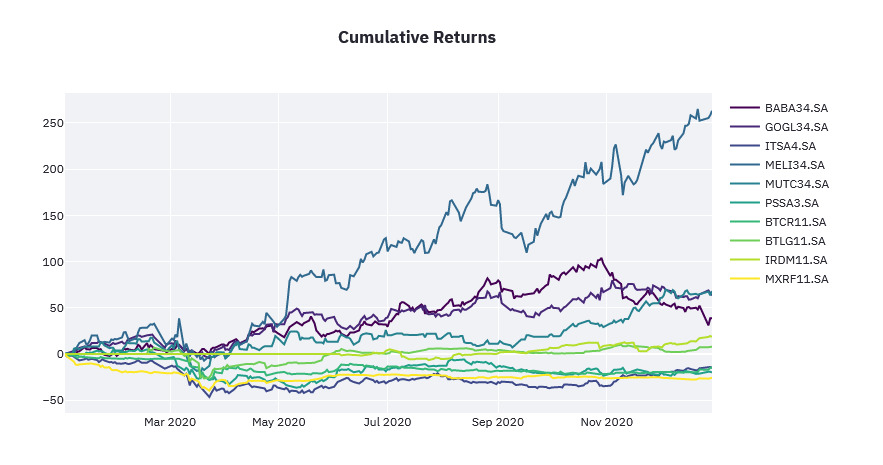 Cumulative Returns
250
200
150
100
50
0
−50
Mar 2020
May 2020
Jul 2020
Sep 2020
Nov 2020
BABA34.SA
GOGL34.SA
ITSA4.SA
MELI34.SA
MUTC34.SA
PSSA3.SA
BTCR11.SA
BTLG11.SA
IRDM11.SA
MXRF11.SA